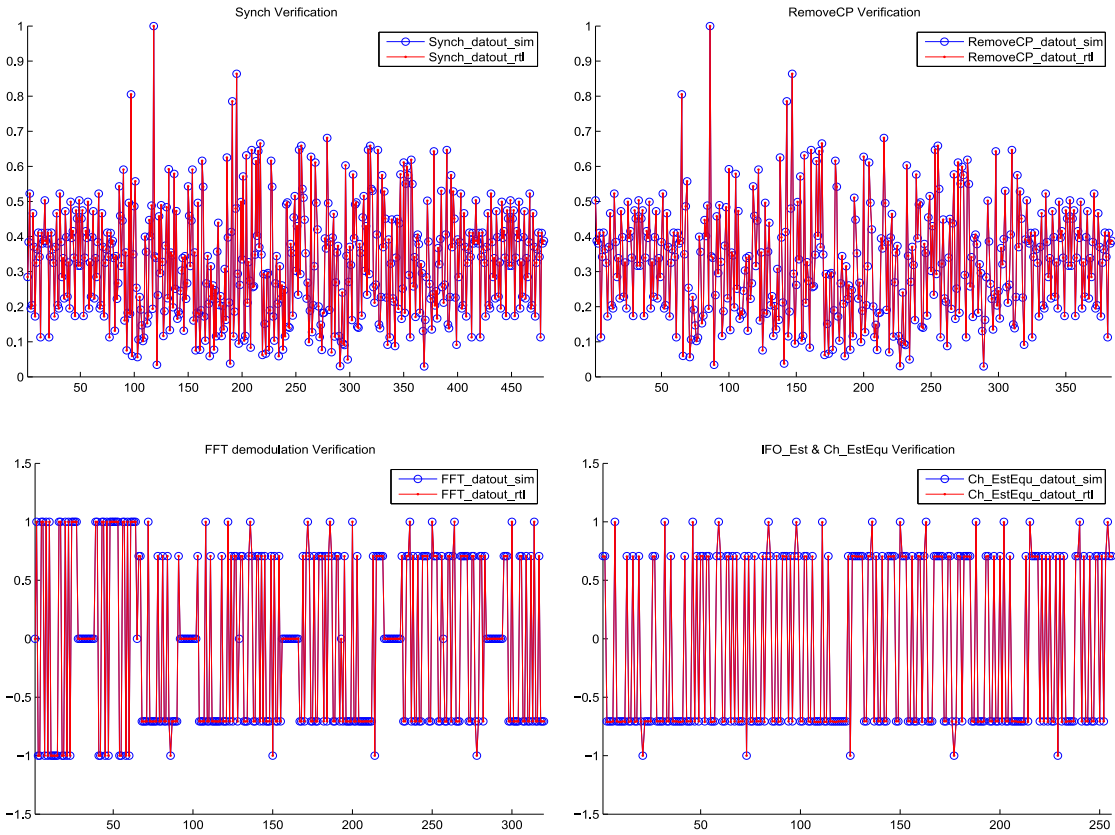 Synch Verification
Synch_datout_sim
Synch_datout_rtl
1
0.9
0.8
0.7
0.6
0.5
0.4
0.3
0.2
0.1
0
50 100 150 200 250 300 350 400 450
RemoveCP Verification
RemoveCP_datout_sim
RemoveCP_datout_rtl
1
0.9
0.8
0.7
0.6
0.5
0.4
0.3
0.2
0.1
0
50 100 150 200 250 300 350
FFT demodulation Verification
FFT_datout_sim
FFT_datout_rtl
1.5
1
0.5
0
−0.5
−1
−1.5
50 100 150 200 250 300
IFO_Est & Ch_EstEqu Verification
Ch_EstEqu_datout_sim
Ch_EstEqu_datout_rtl
1.5
1
0.5
0
−0.5
−1
−1.5
50 100 150 200 250